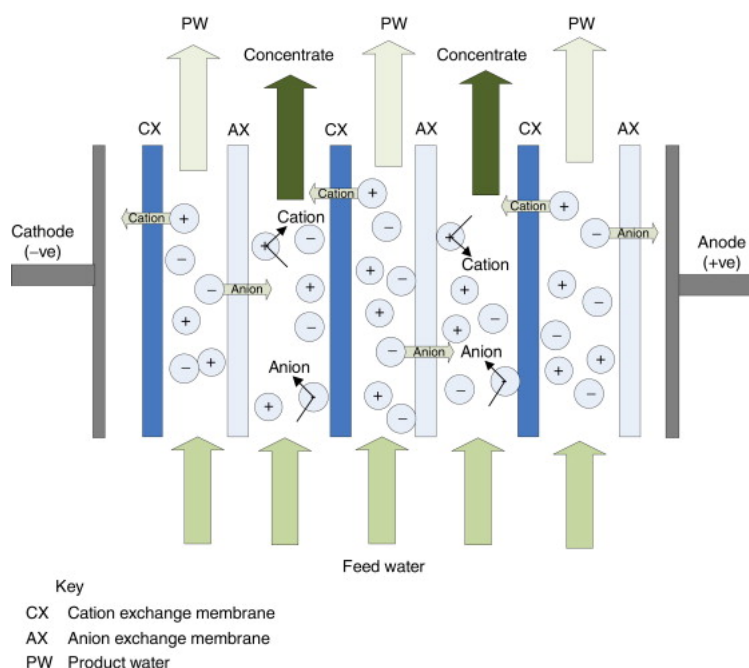 PW
PW
PW
Concentrate
Concentrate
CX
AX
CX
AX
CX
AX
Cation
+
Cation
+
Cation
+
Cathode
(−ve)
Anode
(+ve)
+
Cation
−
−
+
Cation
−
Anion
−
−
+
−
+
−
Anion
+
+
+
−
+
−
+
−
+
+
−
+
−
−
−
Anion
+
−
+
Anion
−
Anion
−
+
+
−
+
−
−
−
+
+
−
Feed water
Key
CX Cation exchange membrane
AX Anion exchange membrane
PW Product water